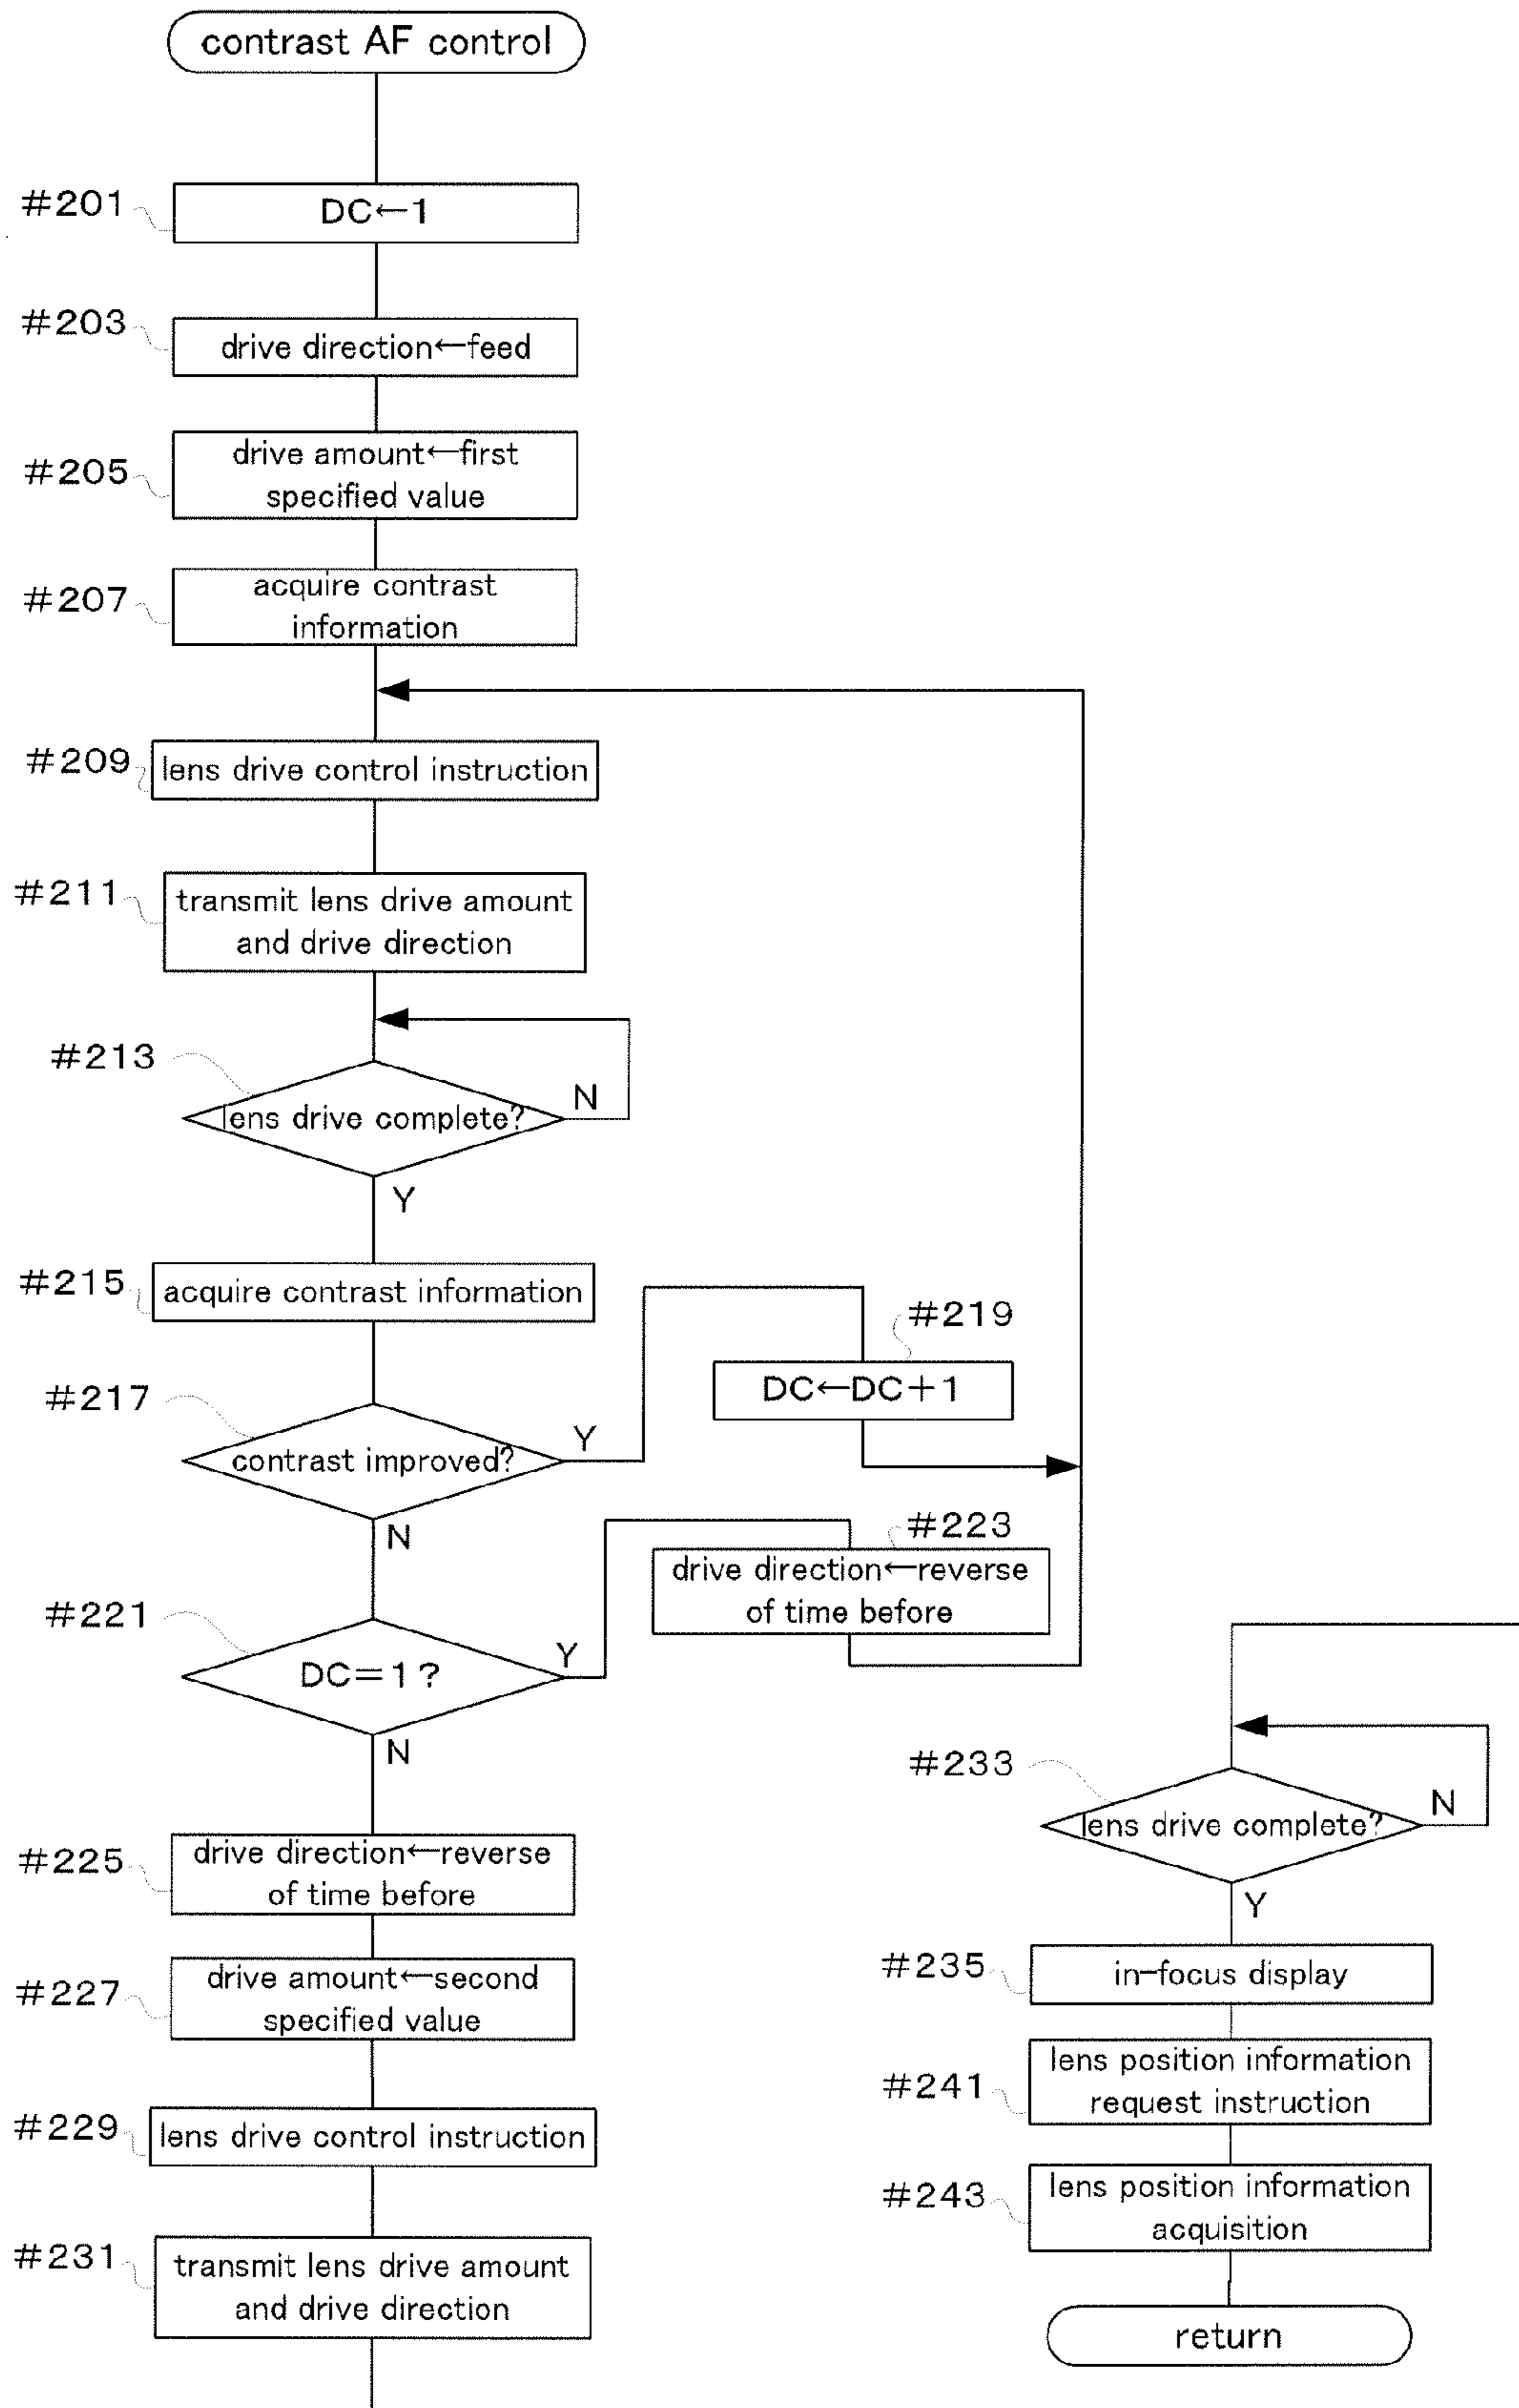 contrast AF control
#201
DC←1
#203
drive direction←feed
#205
drive amount←first
specified value
#207
acquire contrast
information
#209
lens drive control instruction
#211
transmit lens drive amount
and drive direction
#213
lens drive complete?
N
Y
#215
acquire contrast information
#217
contrast improved?
Y
N
#219
DC←DC+1
#221
DC=1?
Y
N
#223
drive direction←reverse
of time before
#225
drive direction←reverse
of time before
#227
drive amount←second
specified value
#229
lens drive control instruction
#231
transmit lens drive amount
and drive direction
#233
lens drive complete?
N
Y
#235
in-focus display
#241
lens position information
request instruction
#243
lens position information
acquisition
return